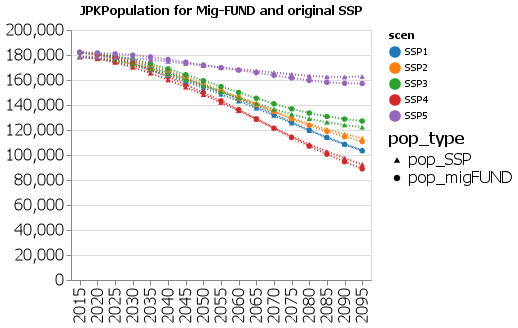 JPKPopulation for Mig-FUND and original SSP
200,000
180,000
160,000
140,000
120,000
100,000
80,000
60,000
40,000
20,000
0
2015
2020
2025
2030
2035
2040
2045
2050
2055
2060
2065
2070
2075
2080
2085
2090
2095
scen
SSP1
SSP2
SSP3
SSP4
SSP5
pop_type
pop_SSP
pop_migFUND